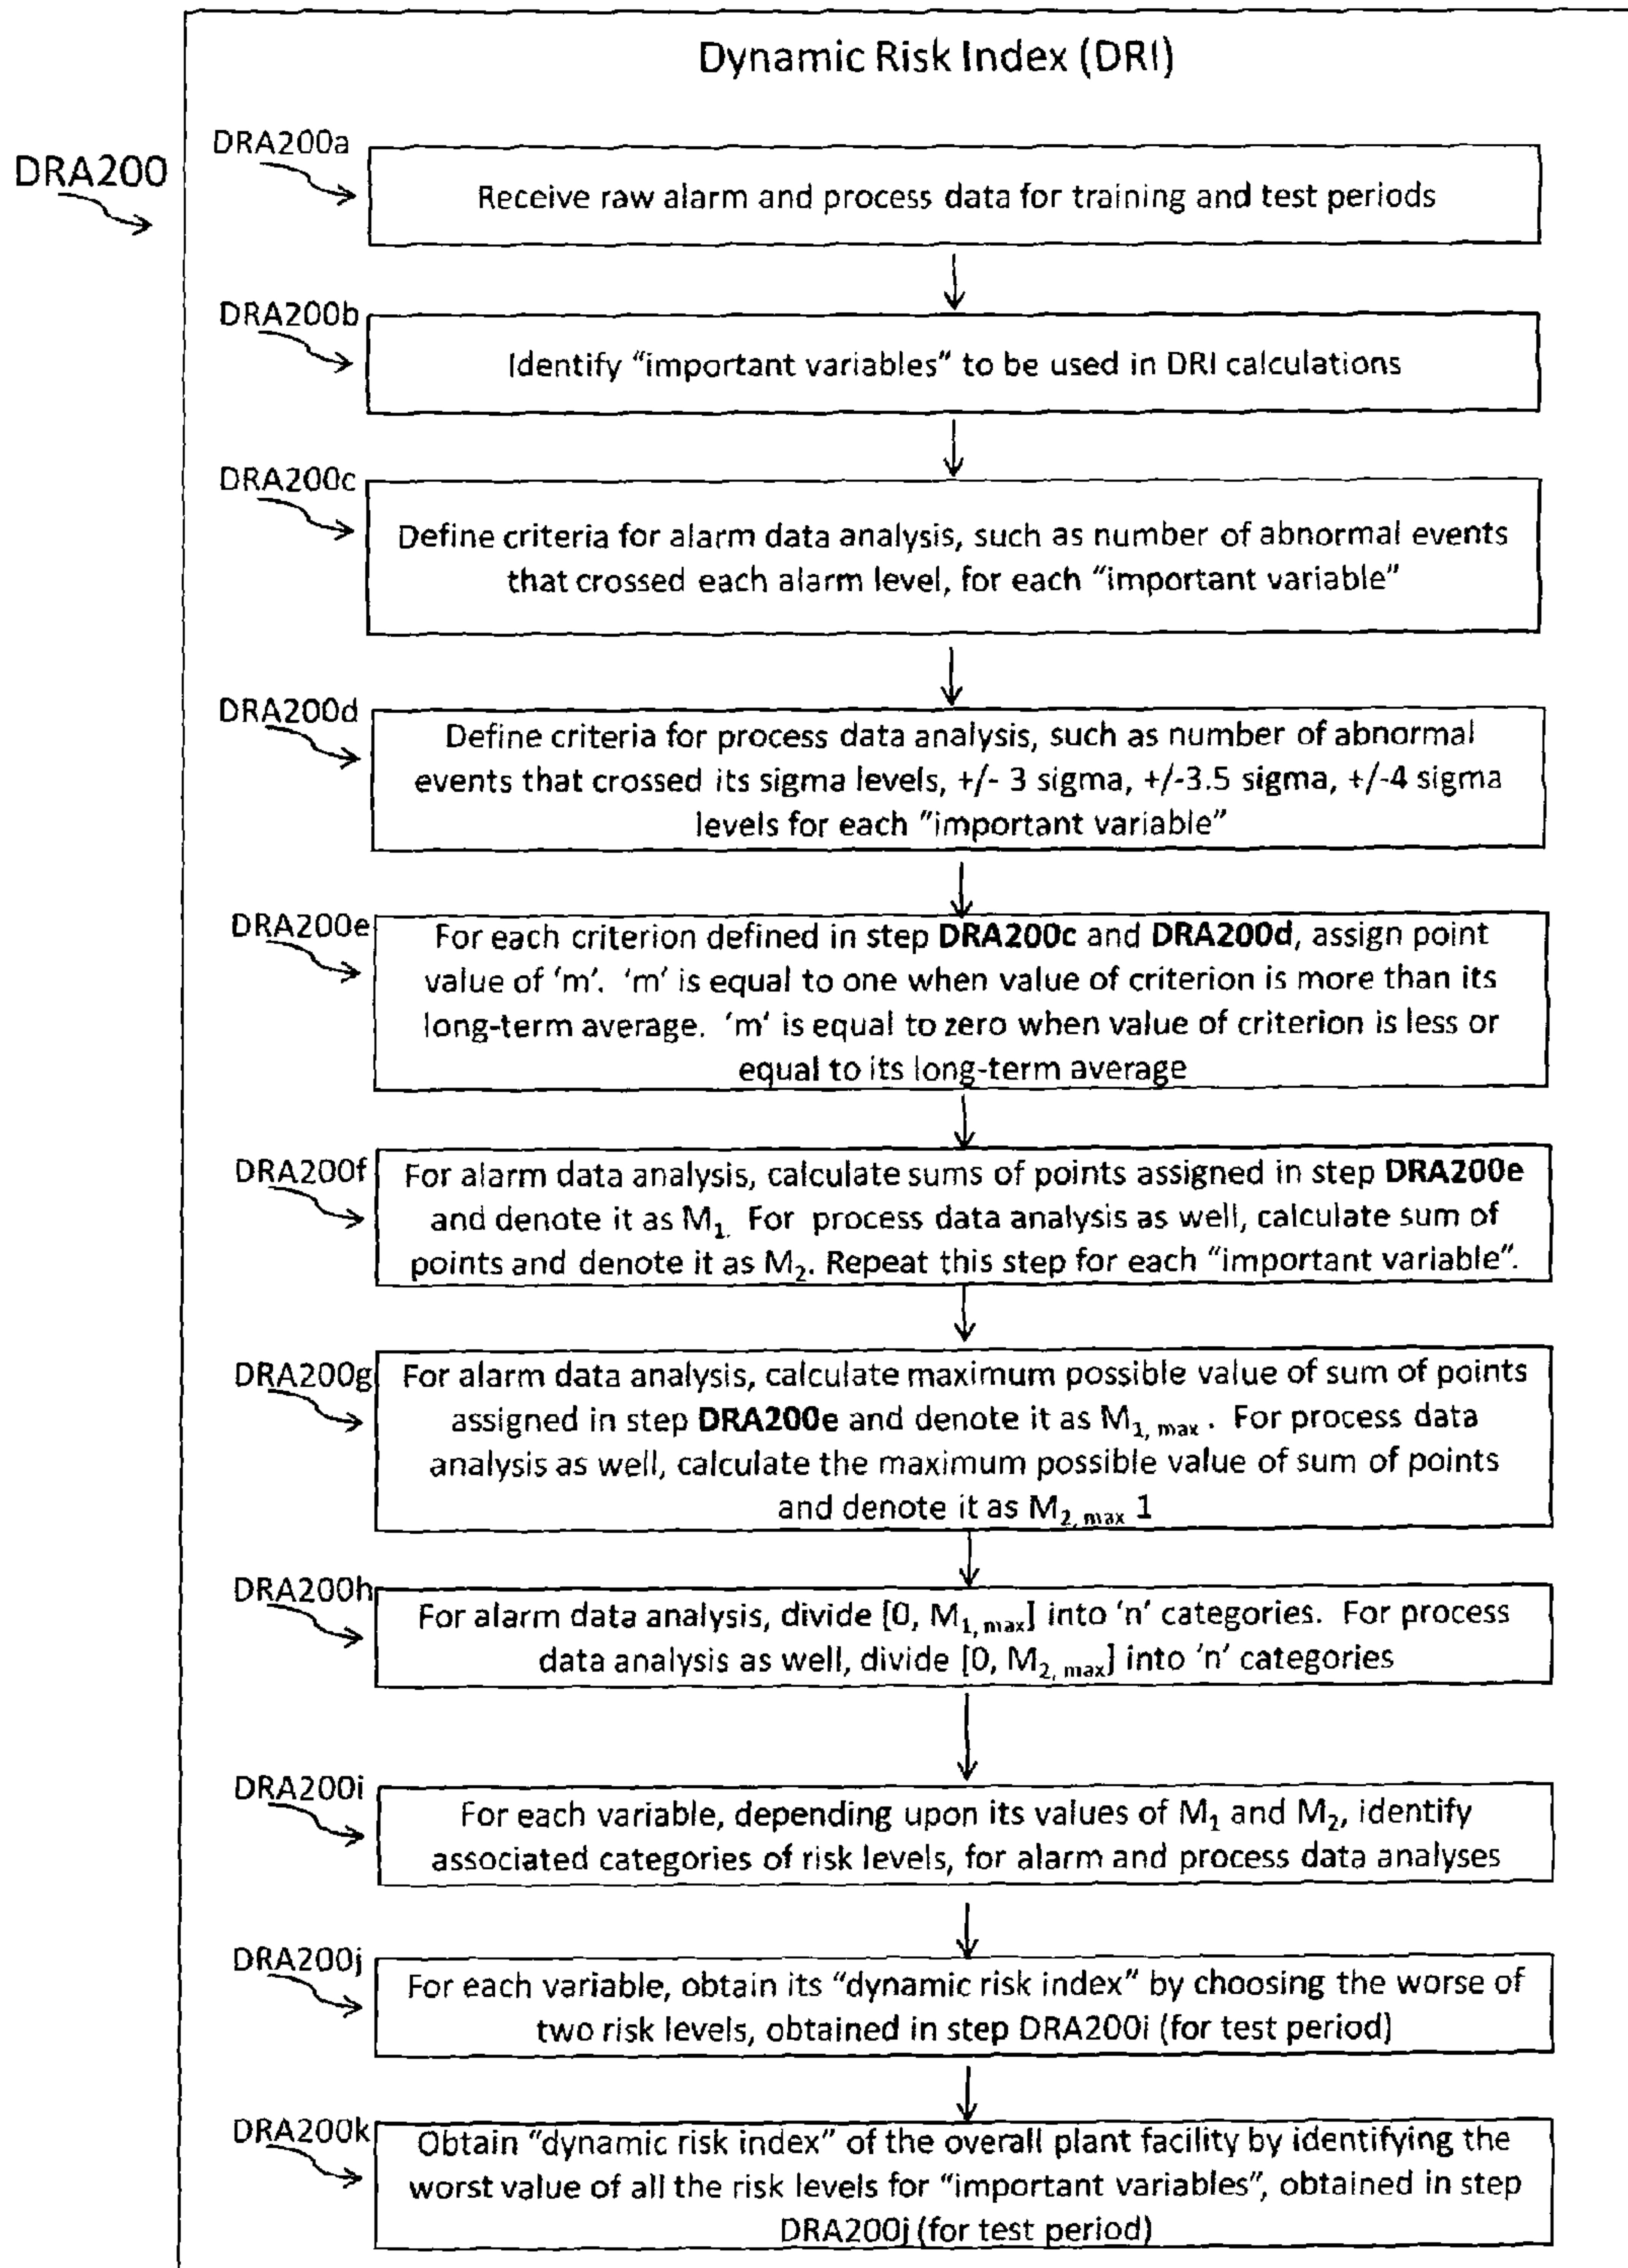 Dynamic Risk Index (DRI)
DRA200
DRA200a
Receive raw alarm and process data for training and test periods
DRA200b
Identify “important variables” to be used in DRI calculations
DRA200c
Define criteria for alarm data analysis, such as number of abnormal events
that crossed each alarm level, for each “important variable”
DRA200d
Define criteria for process data analysis, such as number of abnormal
events that crossed its sigma levels, +/- 3 sigma, +/-3.5 sigma, +/-4 sigma
levels for each “important variable”
DRA200e
For each criterion defined in step DRA200c and DRA200d, assign point
value of ‘m’. ‘m’ is equal to one when value of criterion is more than its
long-term average. ‘m’ is equal to zero when value of criterion is less or
equal to its long-term average
DRA200f
For alarm data analysis, calculate sums of points assigned in step DRA200e
and denote it as M₁. For process data analysis as well, calculate sum of
points and denote it as M₂. Repeat this step for each “important variable”.
DRA200g
For alarm data analysis, calculate maximum possible value of sum of points
assigned in step DRA200e and denote it as M₁, max . For process data
analysis as well, calculate the maximum possible value of sum of points
and denote it as M₂, max 1
DRA200h
For alarm data analysis, divide [0, M₁, max] into ‘n’ categories. For process
data analysis as well, divide [0, M₂, max] into ‘n’ categories
DRA200i
For each variable, depending upon its values of M₁ and M₂, identify
associated categories of risk levels, for alarm and process data analyses
DRA200j
For each variable, obtain its “dynamic risk index” by choosing the worse of
two risk levels, obtained in step DRA200i (for test period)
DRA200k
Obtain “dynamic risk index” of the overall plant facility by identifying the
worst value of all the risk levels for “important variables”, obtained in step
DRA200j (for test period)